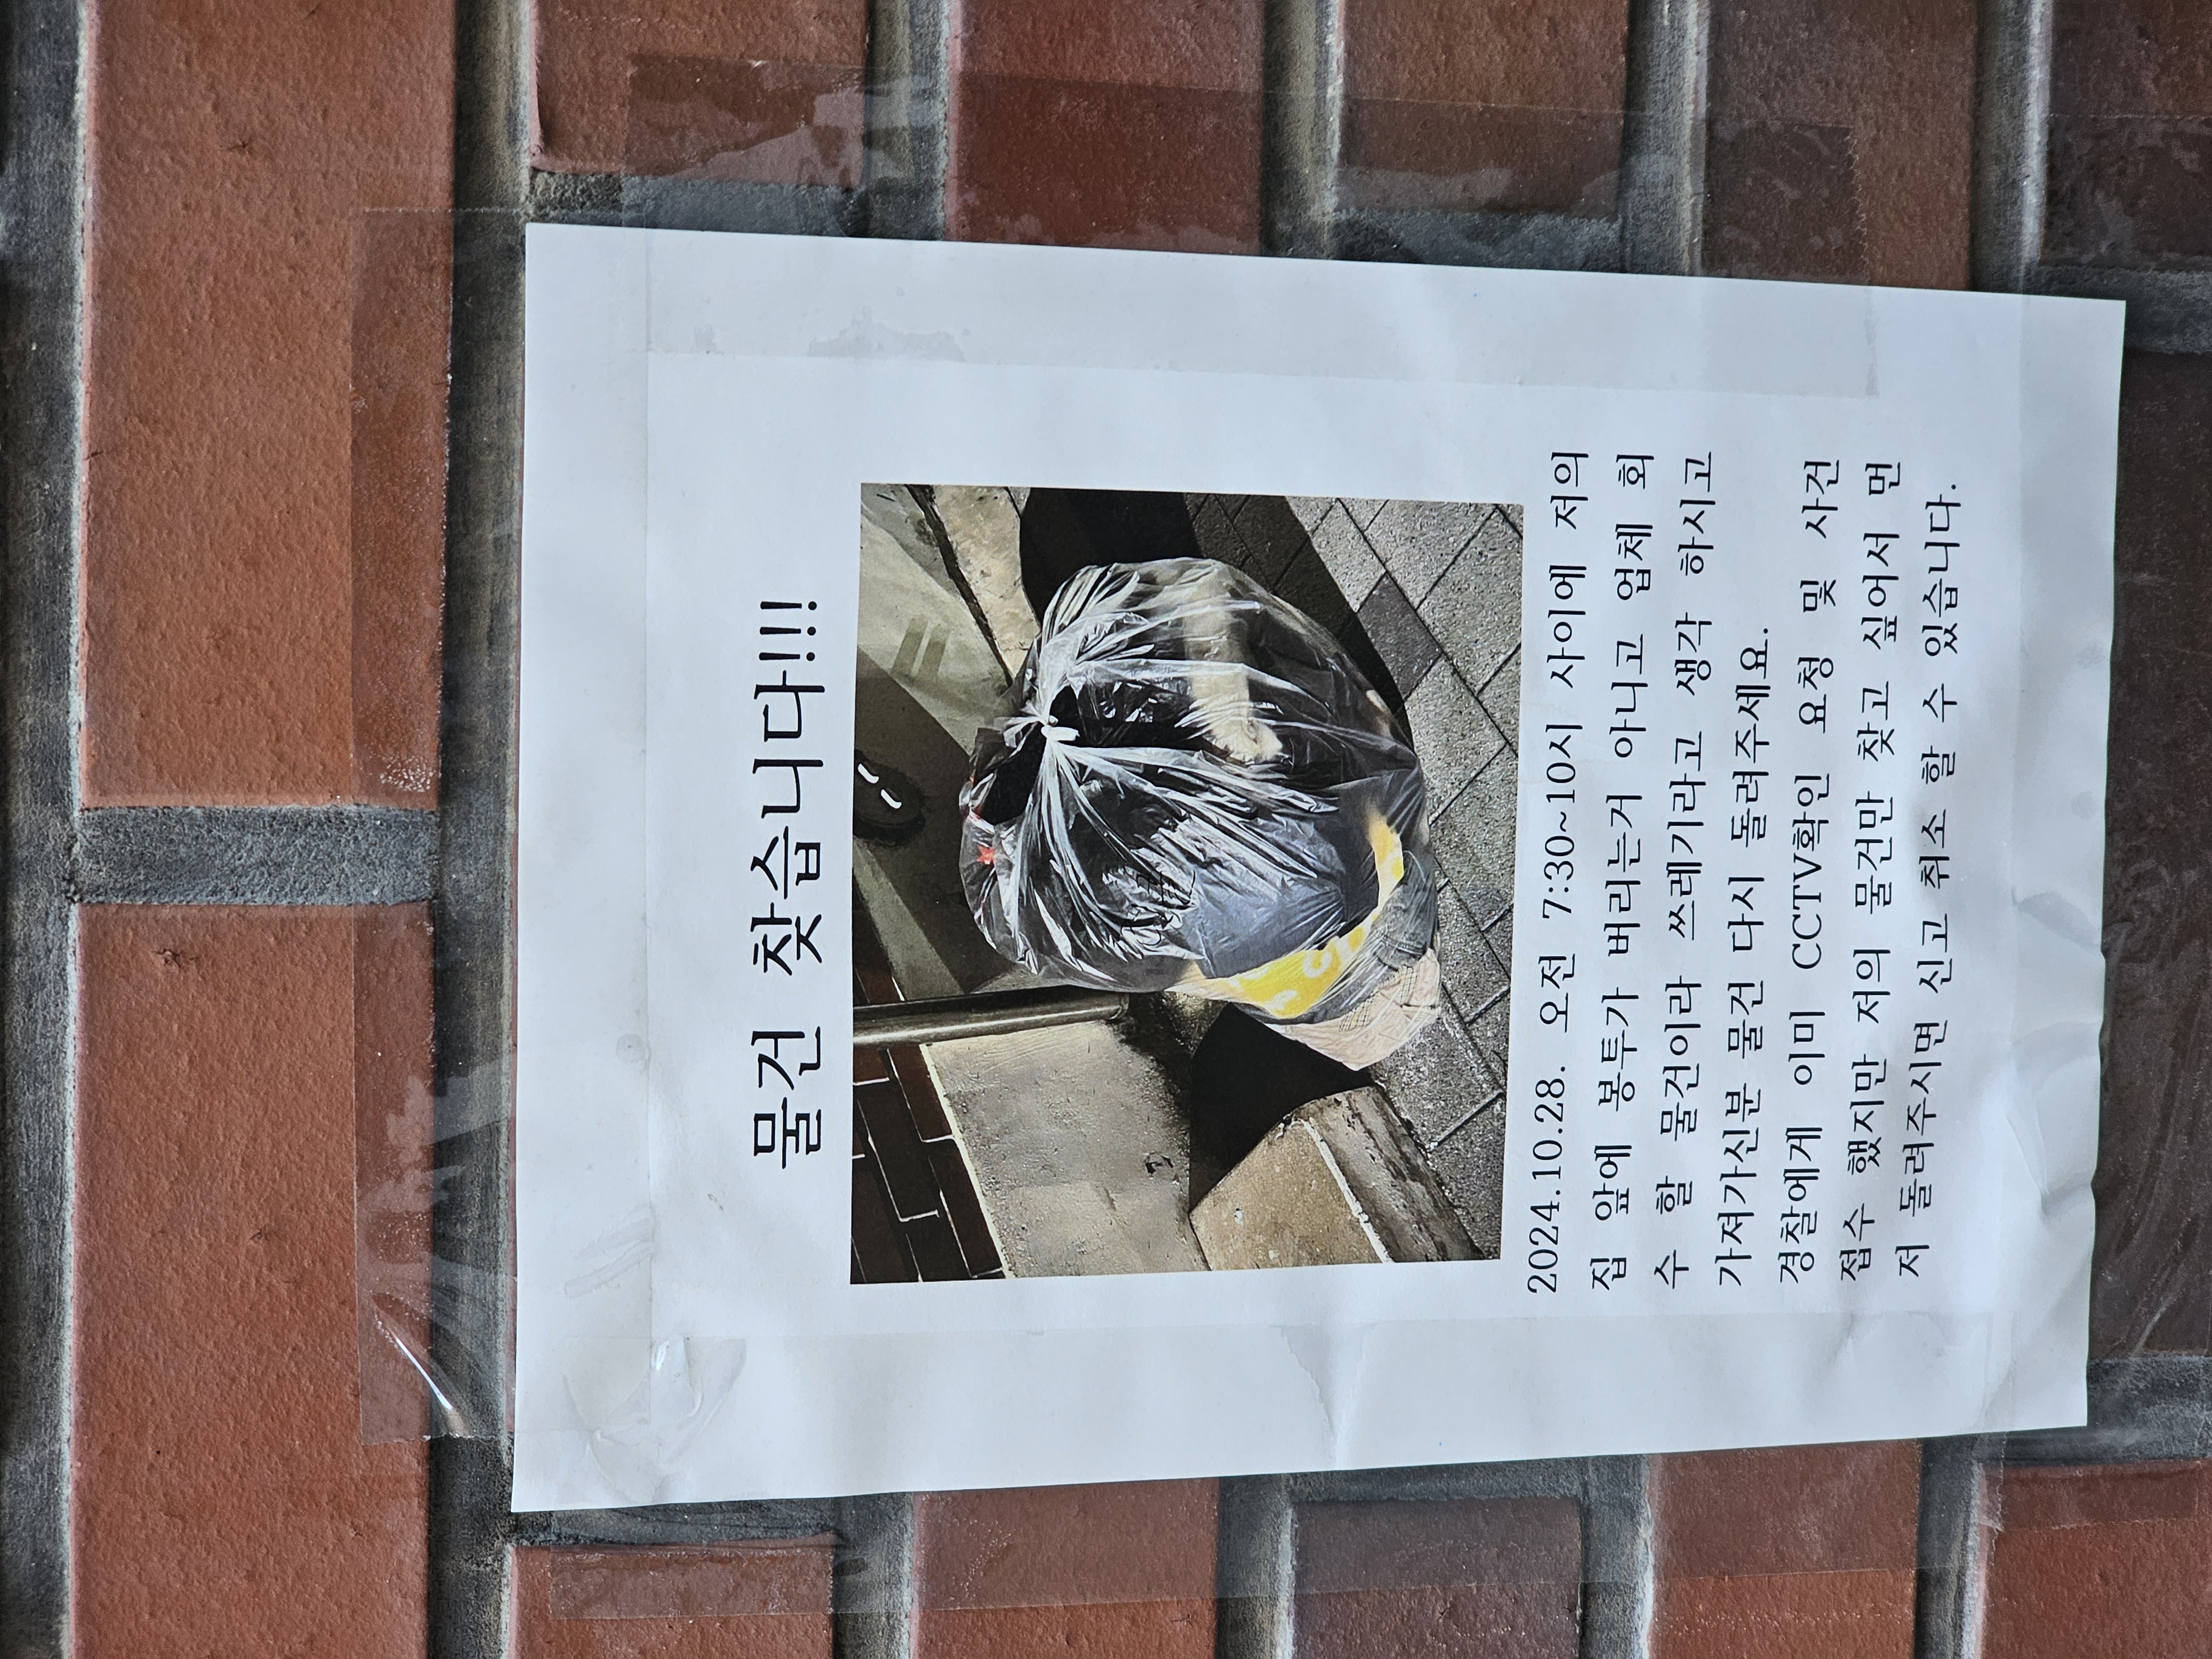 물건 찾습니다!!!
2024.10.28. 오전 7:30~10시 사이에 저의
집 앞에 봉투가 버리는거 아니고 업체 회
수 할 물건이라 쓰레기라고 생각 하시고
가져가신분 물건 다시 돌려주세요.
경찰에게 이미 CCTV확인 요청 및 사건
접수 했지만 저의 물건만 찾고 싶어서 먼
저 돌려주시면 신고 취소 할 수 있습니다.